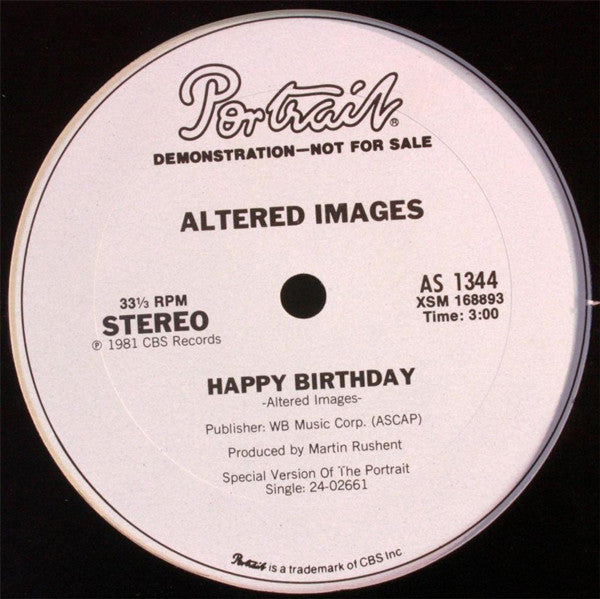 Portrait®
DEMONSTRATION—NOT FOR SALE
ALTERED IMAGES
33⅓ RPM
STEREO
℗ 1981 CBS Records
AS 1344
XSM 168893
Time: 3:00
HAPPY BIRTHDAY
-Altered Images-
Publisher: WB Music Corp. (ASCAP)
Produced by Martin Rushent
Special Version Of The Portrait
Single: 24-02661
Portrait is a trademark of CBS Inc